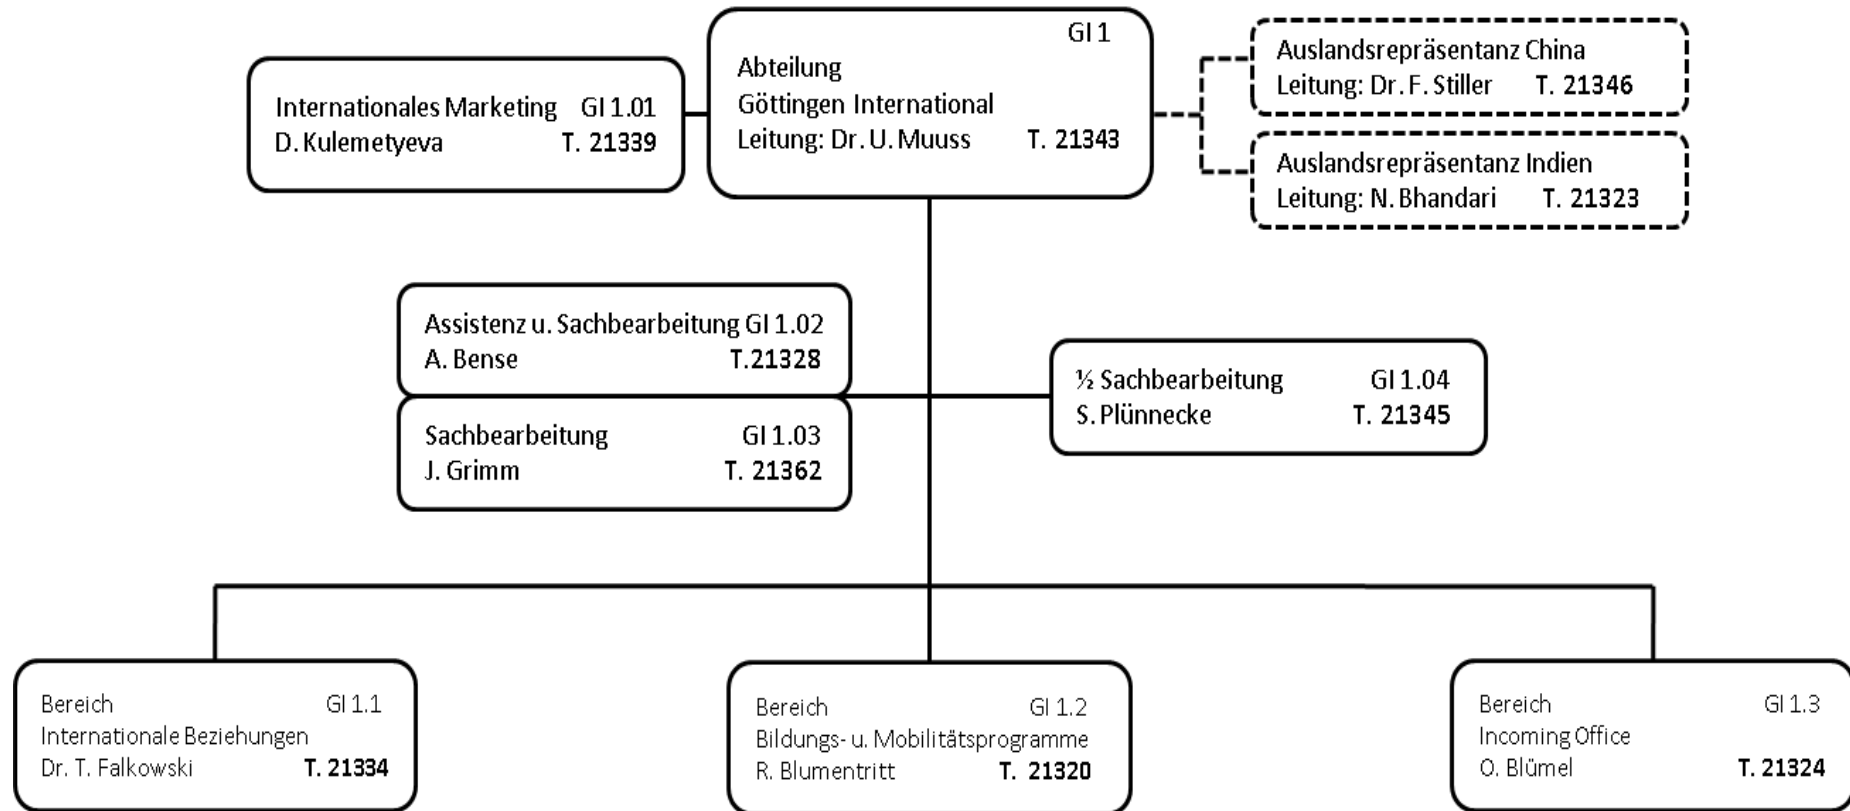 GI 1
Abteilung
Göttingen International
Leitung: Dr. U. Muuss T. 21343
Internationales Marketing GI 1.01
D. Kulemetyeva T. 21339
Auslandsrepräsentanz China
Leitung: Dr. F. Stiller T. 21346
Auslandsrepräsentanz Indien
Leitung: N. Bhandari T. 21323
Assistenz u. Sachbearbeitung GI 1.02
A. Bense T.21328
Sachbearbeitung GI 1.03
J. Grimm T. 21362
½ Sachbearbeitung GI 1.04
S. Plünnecke T. 21345
Bereich GI 1.1
Internationale Beziehungen
Dr. T. Falkowski T. 21334
Bereich GI 1.2
Bildungs- u. Mobilitätsprogramme
R. Blumentritt T. 21320
Bereich GI 1.3
Incoming Office
O. Blümel T. 21324